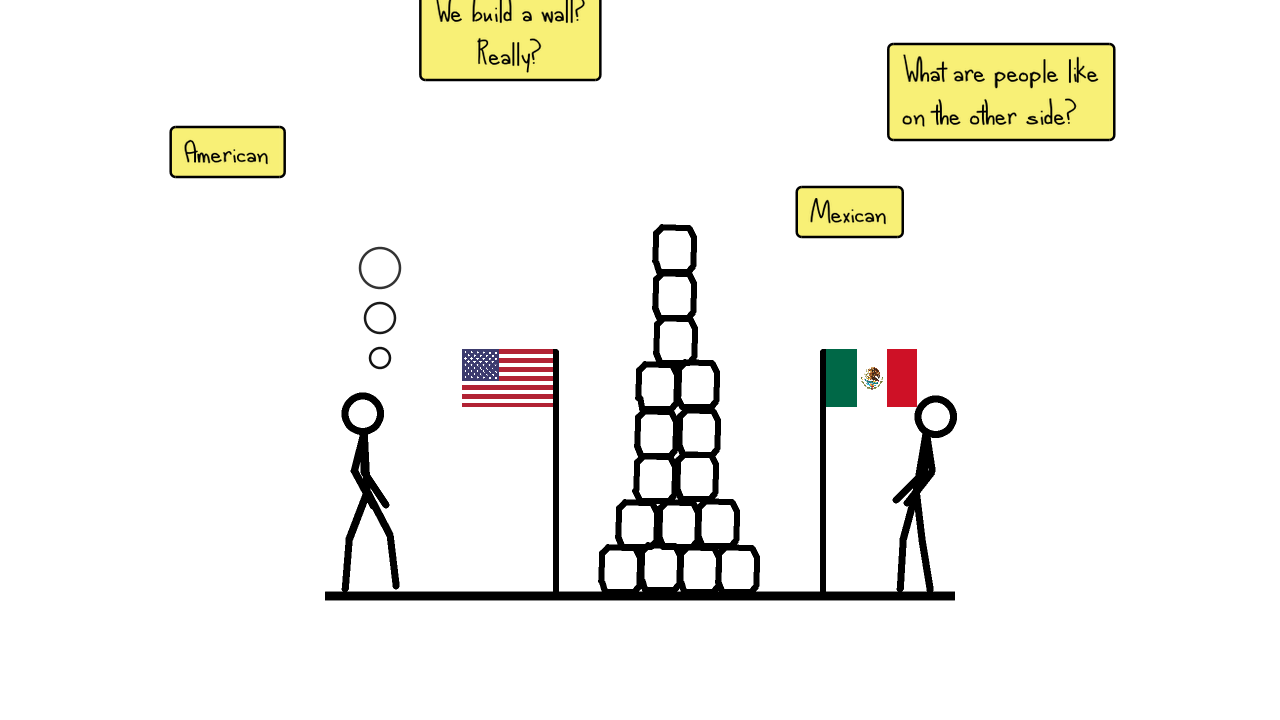 We build a wall?
Really?
What are people like
on the other side?
American
Mexican